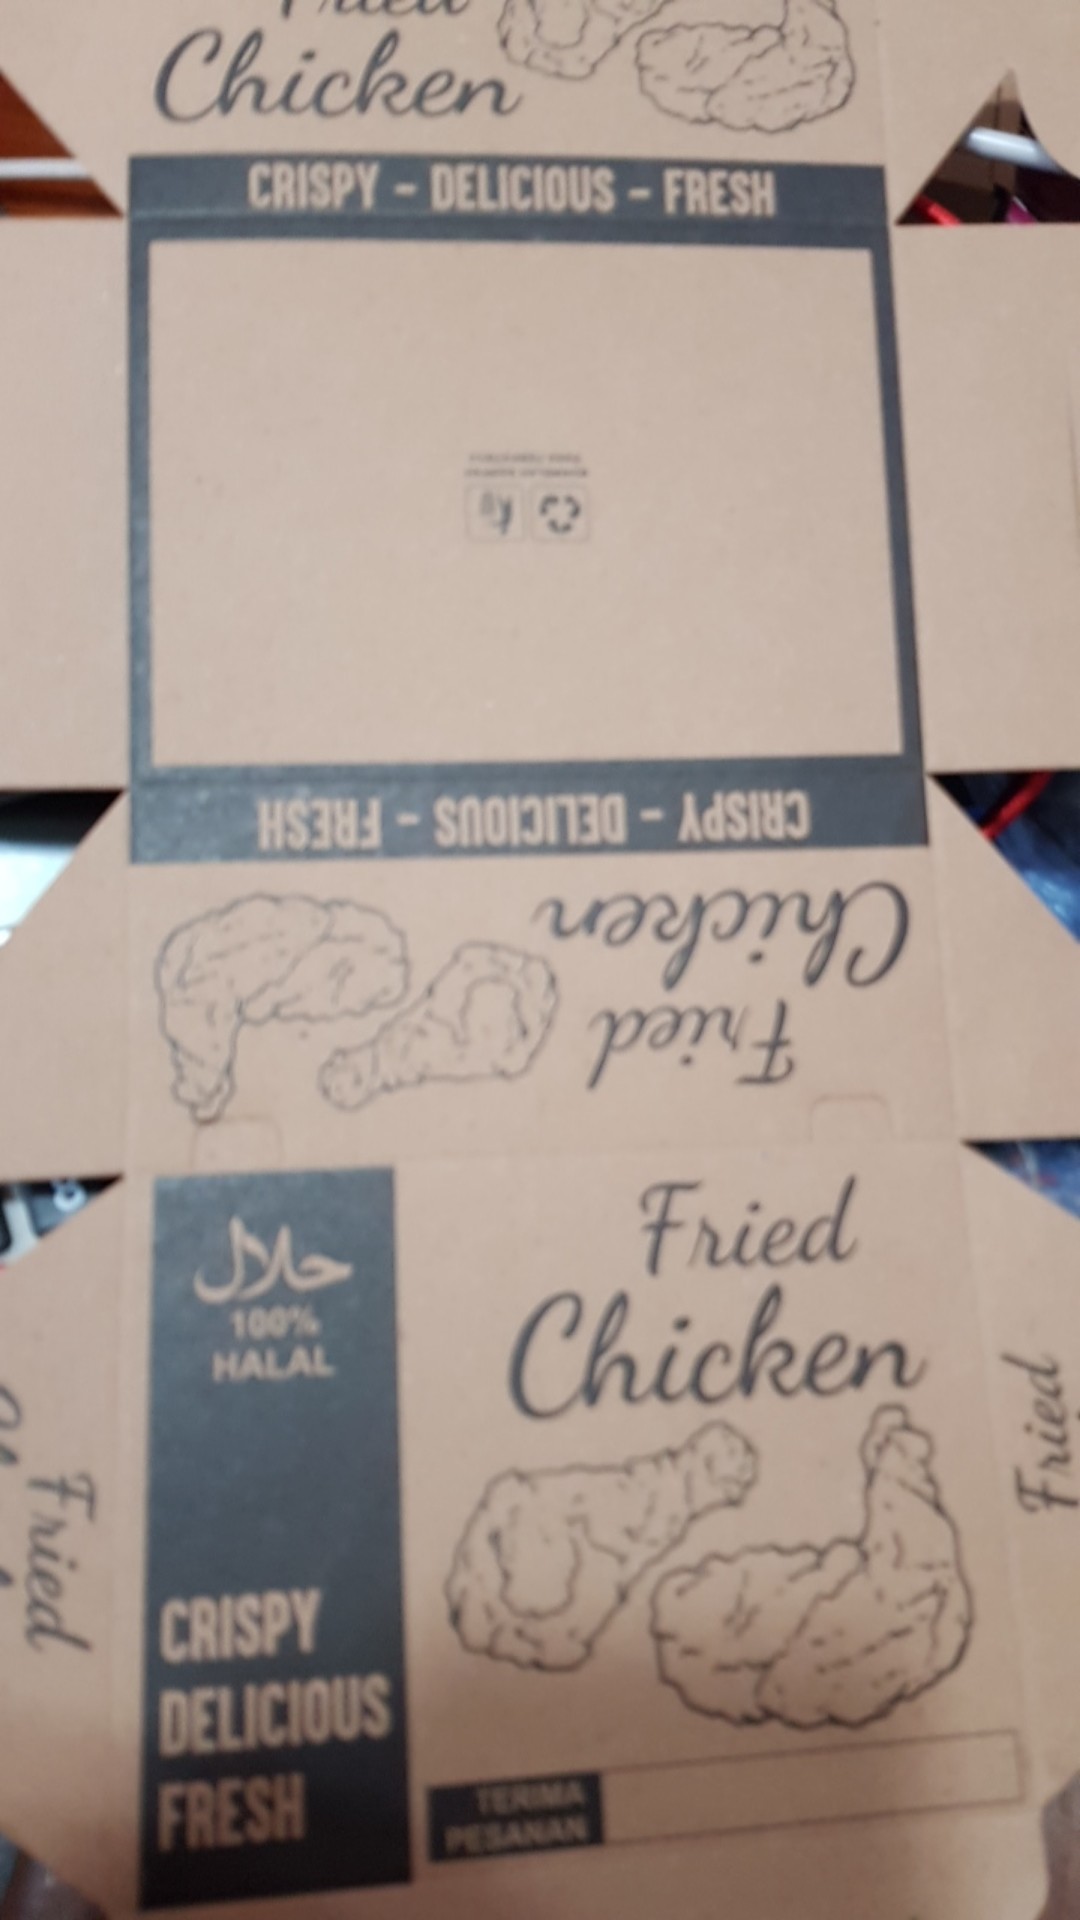 Fried
Chicken
CRISPY - DELICIOUS - FRESH
CRISPY - DELICIOUS - FRESH
Chicken
Fried
حلال
100%
HALAL
Fried
Chicken
Fried
Fried
CRISPY
DELICIOUS
FRESH
TERIMA
PESANAN